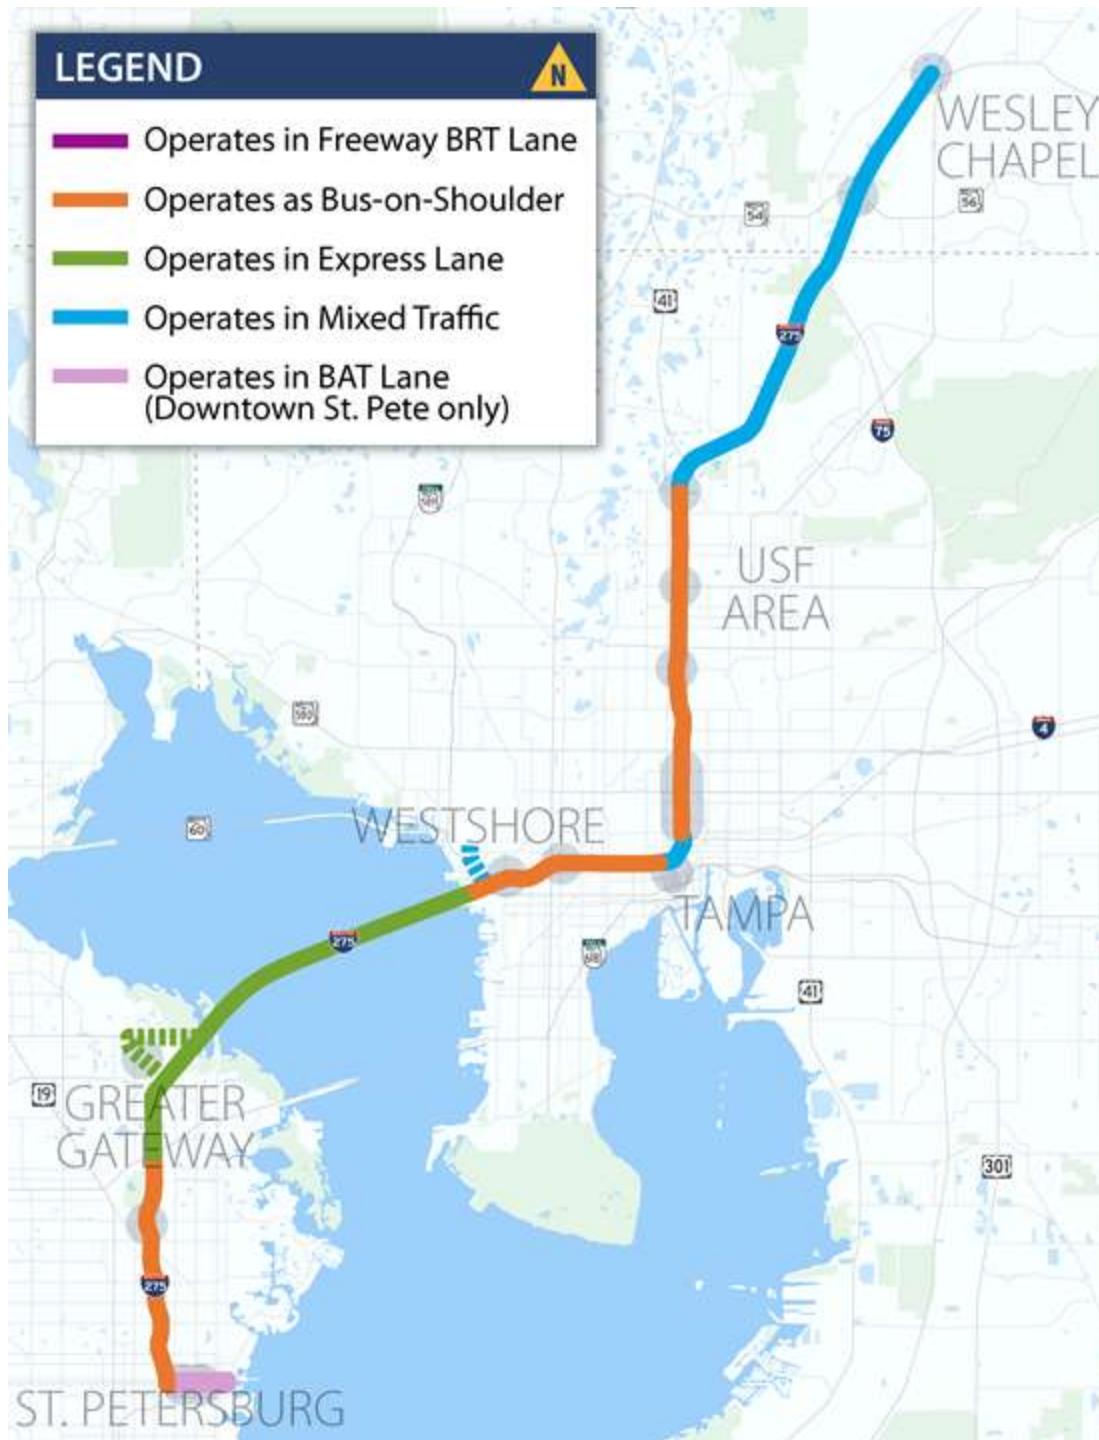 LEGEND
N
Operates in Freeway BRT Lane
Operates as Bus-on-Shoulder
Operates in Express Lane
Operates in Mixed Traffic
Operates in BAT Lane
(Downtown St. Pete only)
WESLEY
CHAPEL
54
56
41
275
75
589
USF
AREA
580
4
60
WESTSHORE
TAMPA
275
618
41
19
GREATER
GATEWAY
301
275
ST. PETERSBURG